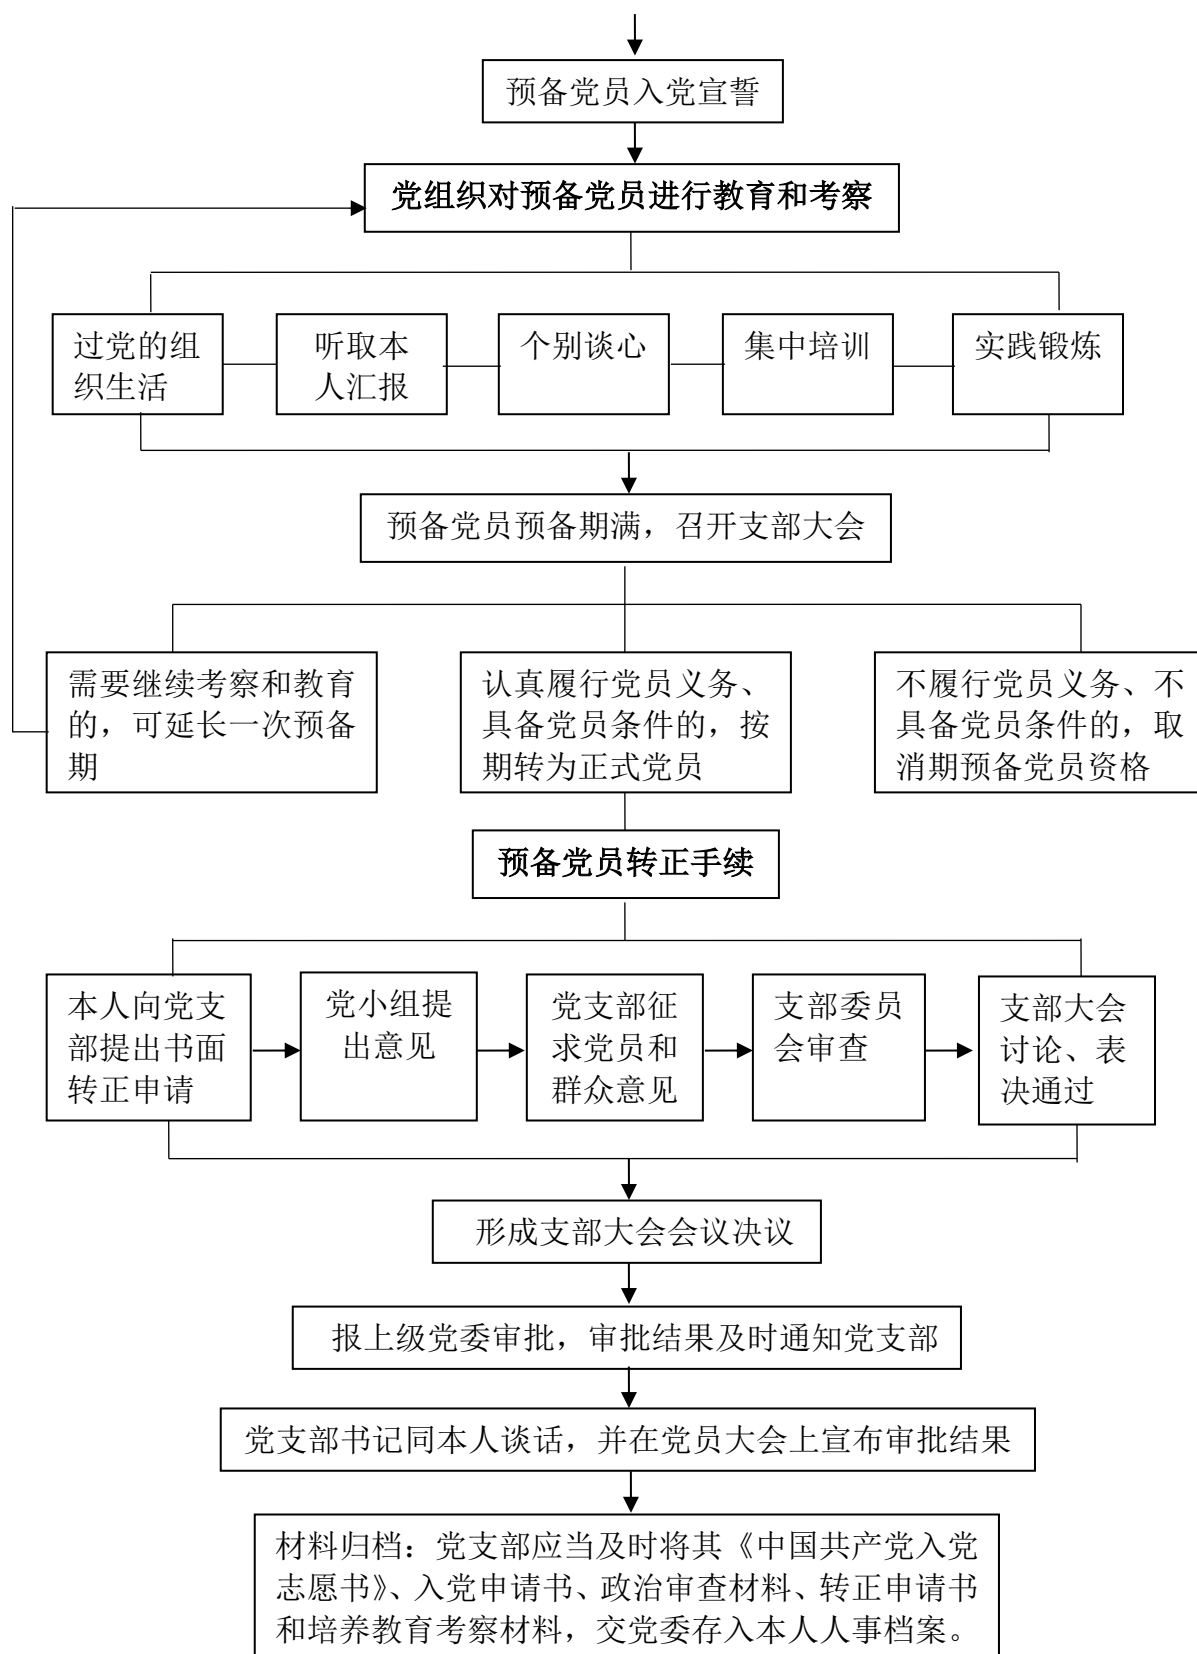 预备党员入党宣誓
党组织对预备党员进行教育和考察
过党的组
织生活
听取本
人汇报
个别谈心
集中培训
实践锻炼
预备党员预备期满，召开支部大会
需要继续考察和教育
的，可延长一次预备
期
认真履行党员义务、
具备党员条件的，按
期转为正式党员
不履行党员义务、不
具备党员条件的，取
消期预备党员资格
预备党员转正手续
本人向党支
部提出书面
转正申请
党小组提
出意见
党支部征
求党员和
群众意见
支部委员
会审查
支部大会
讨论、表
决通过
形成支部大会会议决议
报上级党委审批，审批结果及时通知党支部
党支部书记同本人谈话，并在党员大会上宣布审批结果
材料归档：党支部应当及时将其《中国共产党入党
志愿书》、入党申请书、政治审查材料、转正申请书
和培养教育考察材料，交党委存入本人人事档案。